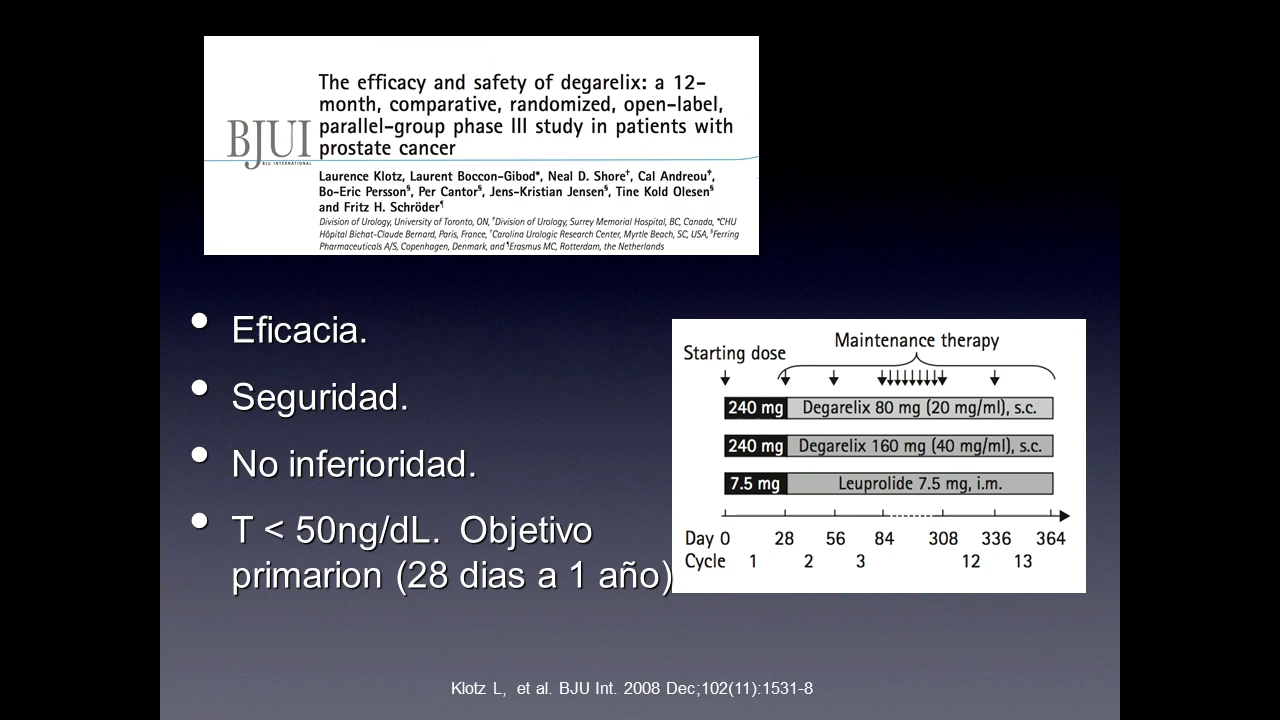 The efficacy and safety of degarelix: a 12-
month, comparative, randomized, open-label,
parallel-group phase III study in patients with
prostate cancer
BJUI
BJU INTERNATIONAL
Laurence Klotz, Laurent Boccon-Gibod*, Neal D. Shore†, Cal Andreou†,
Bo-Eric Persson§, Per Cantor§, Jens-Kristian Jensen§, Tine Kold Olesen§
and Fritz H. Schröder¶
Division of Urology, University of Toronto, ON, †Division of Urology, Surrey Memorial Hospital, BC, Canada, *CHU
Hôpital Bichat-Claude Bernard, Paris, France, †Carolina Urologic Research Center, Myrtle Beach, SC, USA, §Ferring
Pharmaceuticals A/S, Copenhagen, Denmark, and ¶Erasmus MC, Rotterdam, the Netherlands
• Eficacia.
• Seguridad.
• No inferioridad.
• T < 50ng/dL. Objetivo
primarion (28 dias a 1 año)
Maintenance therapy
Starting dose
240 mg Degarelix 80 mg (20 mg/ml), s.c.
240 mg Degarelix 160 mg (40 mg/ml), s.c.
7.5 mg Leuprolide 7.5 mg, i.m.
Day 0 28 56 84 308 336 364
Cycle 1 2 3 12 13
Klotz L, et al. BJU Int. 2008 Dec;102(11):1531-8